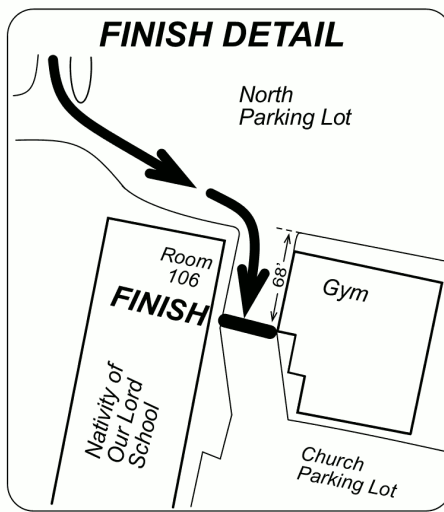 FINISH DETAIL
North
Parking Lot
Room
106
68'
Gym
FINISH
Nativity of
Our Lord
School
Church
Parking Lot